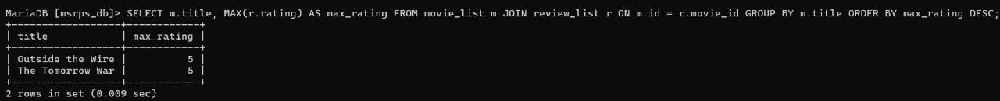 MariaDB [msrps_db]> SELECT m.title, MAX(r.rating) AS max_rating FROM movie_list m JOIN review_list r ON m.id = r.movie_id GROUP BY m.title ORDER BY max_rating DESC;
+-------------------+------------+
| title             | max_rating |
+-------------------+------------+
| Outside the Wire |          5 |
| The Tomorrow War |          5 |
+-------------------+------------+
2 rows in set (0.009 sec)